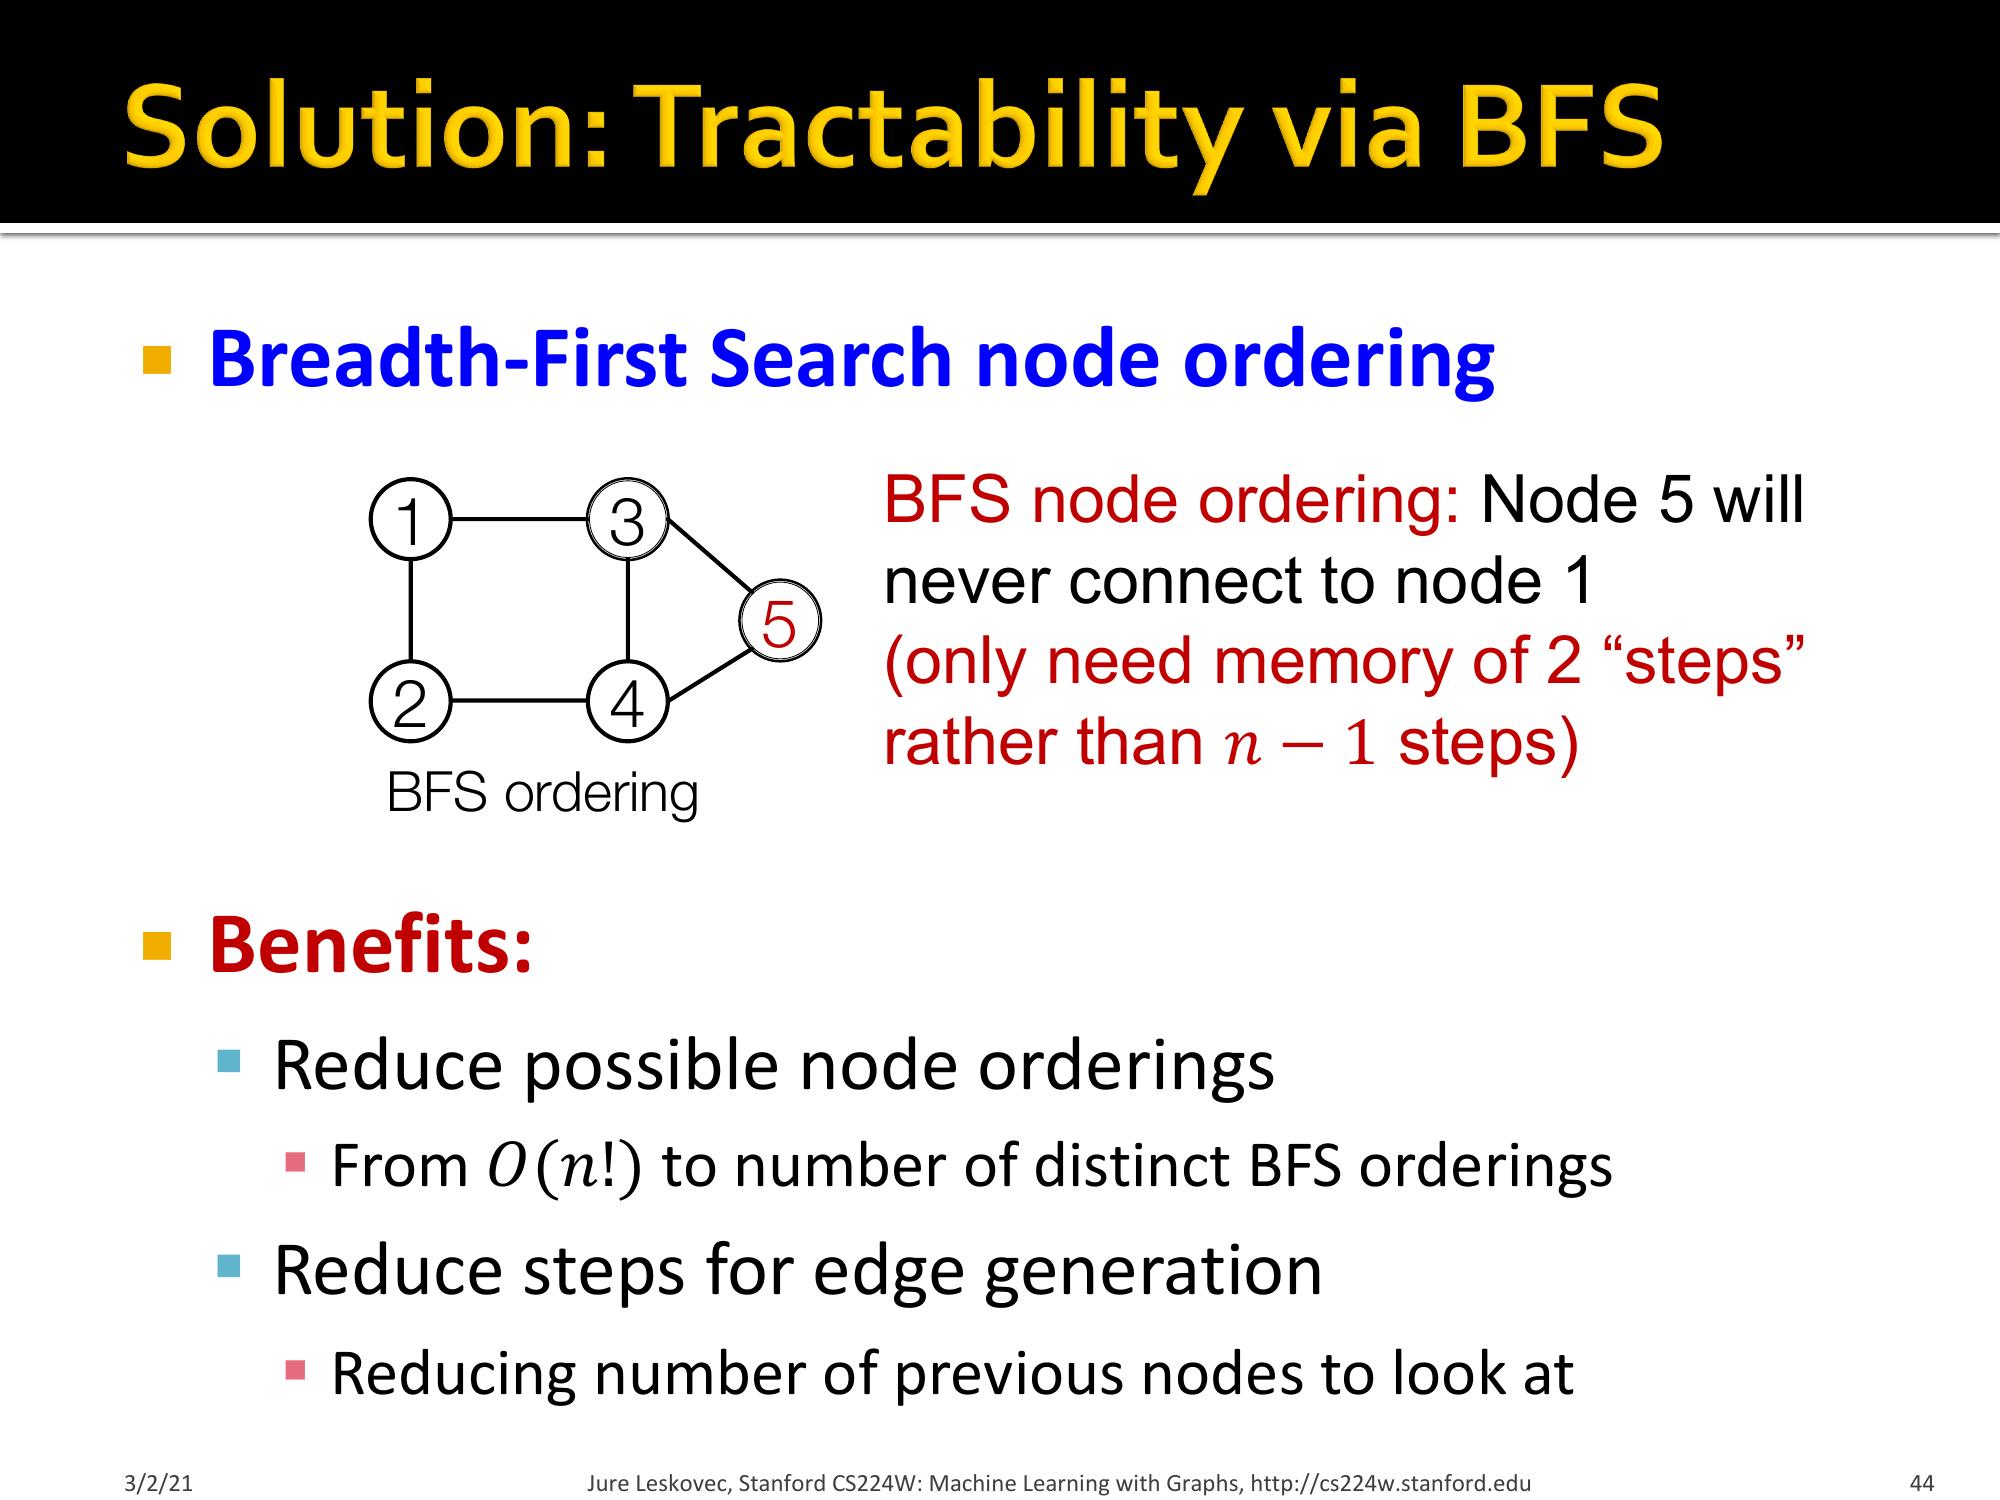 Solution: Tractability via BFS
Breadth-First Search node ordering
1
3
5
2
4
BFS ordering
BFS node ordering: Node 5 will
never connect to node 1
(only need memory of 2 “steps”
rather than n − 1 steps)
Benefits:
Reduce possible node orderings
From O(n!) to number of distinct BFS orderings
Reduce steps for edge generation
Reducing number of previous nodes to look at
3/2/21
Jure Leskovec, Stanford CS224W: Machine Learning with Graphs, http://cs224w.stanford.edu
44